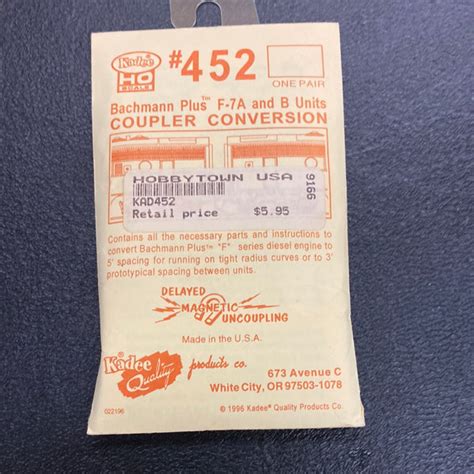 Kadee
HO
SCALE
#452
ONE PAIR
Bachmann Plus™ F-7A and B Units
COUPLER CONVERSION
HOBBYTOWN USA
9166
KAD452
Retail price $5.95
Contains all the necessary parts and instructions to
convert Bachmann Plus™ "F" series diesel engine to
5' spacing for running on tight radius curves or to 3'
prototypical spacing between units.
DELAYED
MAGNETIC
UNCOUPLING
Made in the U.S.A.
Kadee Quality products co.
673 Avenue C
White City, OR 97503-1078
022196
© 1996 Kadee® Quality Products Co.